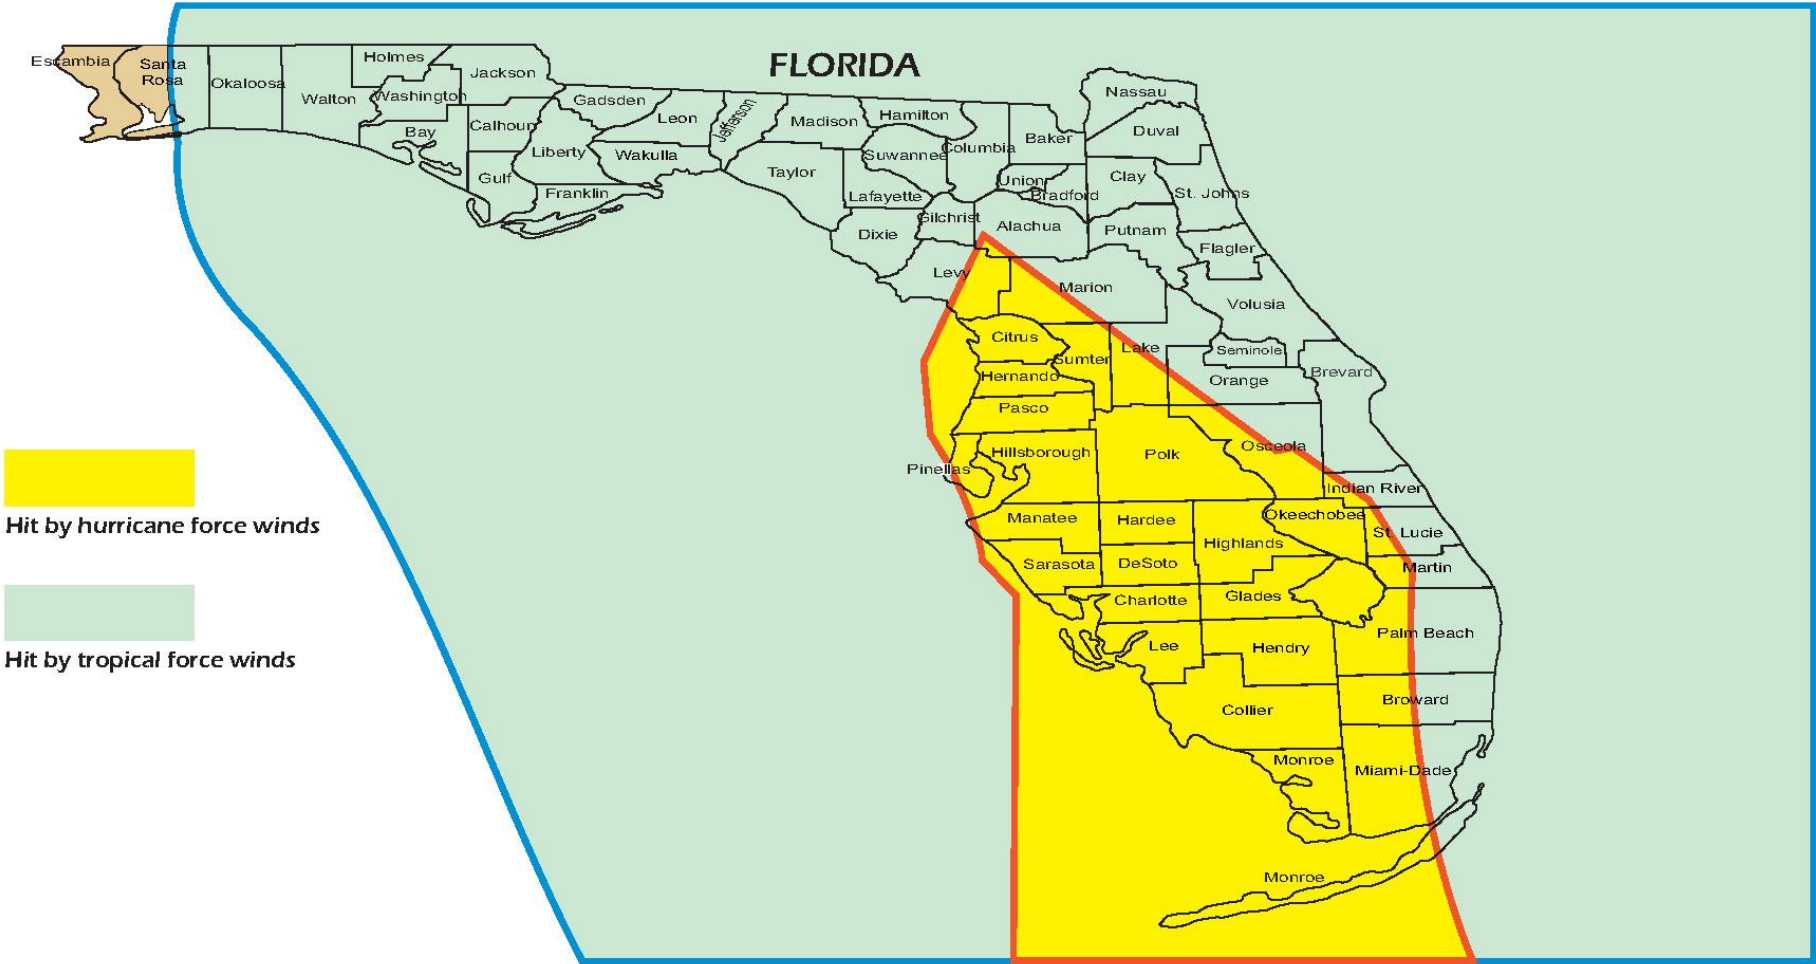 FLORIDA
Escambia
Santa
Rosa
Okaloosa
Walton
Holmes
Washington
Jackson
Bay
Calhoun
Gulf
Gadsden
Liberty
Franklin
Leon
Wakulla
Jefferson
Madison
Taylor
Hamilton
Suwannee
Lafayette
Dixie
Columbia
Gilchrist
Baker
Union
Bradford
Alachua
Nassau
Duval
Clay
St. Johns
Putnam
Flagler
Levy
Marion
Volusia
Citrus
Sumter
Lake
Seminole
Orange
Brevard
Hernando
Pasco
Pinellas
Hillsborough
Polk
Osceola
Indian River
Manatee
Hardee
Highlands
Okeechobee
St. Lucie
Sarasota
DeSoto
Martin
Charlotte
Glades
Lee
Hendry
Palm Beach
Collier
Broward
Monroe
Miami-Dade
Monroe
Hit by hurricane force winds
Hit by tropical force winds